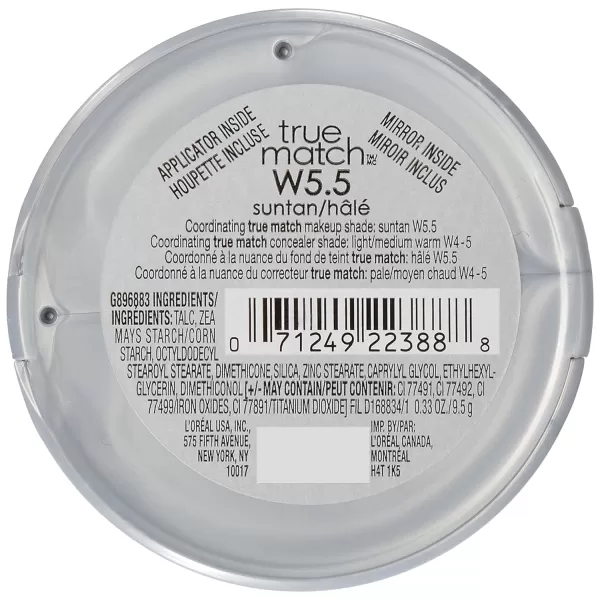 APPLICATOR INSIDE
HOUPETTE INCLUSE
true
match TM/MC
MIRROR INSIDE
MIROIR INCLUS
W5.5
suntan/hâlé
Coordinating true match makeup shade: suntan W5.5
Coordinating true match concealer shade: light/medium warm W4-5
Coordonné à la nuance du fond de teint true match: hâlé W5.5
Coordonné à la nuance du correcteur true match: pale/moyen chaud W4-5
G896883 INGREDIENTS/
INGRÉDIENTS: TALC, ZEA
MAYS STARCH/CORN
STARCH, OCTYLDODECYL
0 71249 22388 8
STEAROYL STEARATE, DIMETHICONE, SILICA, ZINC STEARATE, CAPRYLYL GLYCOL, ETHYLHEXYL-
GLYCERIN, DIMETHICONOL [+/- MAY CONTAIN/PEUT CONTENIR: CI 77491, CI 77492, CI
77499/IRON OXIDES, CI 77891/TITANIUM DIOXIDE] FIL D168834/1 0.33 OZ./9.5 g
L'ORÉAL USA, INC.,
575 FIFTH AVENUE,
NEW YORK, NY
10017
IMP. BY/PAR:
L'ORÉAL CANADA,
MONTRÉAL
H4T 1K5